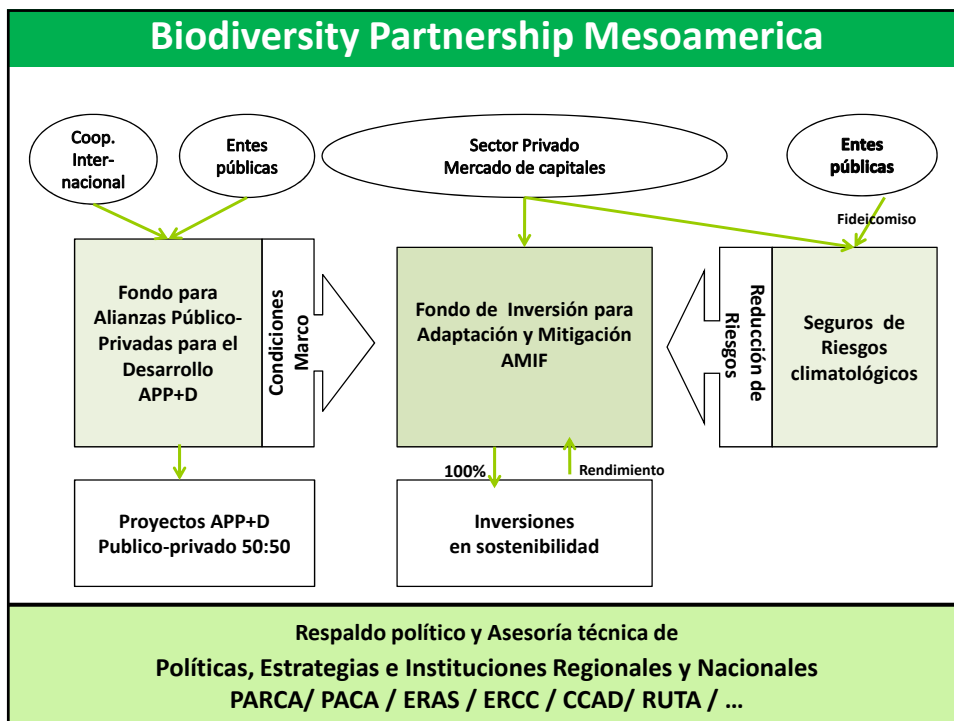 Biodiversity Partnership Mesoamerica
Coop.
Inter-
nacional
Entes
públicas
Sector Privado
Mercado de capitales
Entes
públicas
Fideicomiso
Fondo para
Alianzas Público-
Privadas para el
Desarrollo
APP+D
Condiciones
Marco
Fondo de Inversión para
Adaptación y Mitigación
AMIF
Reducción de
Riesgos
Seguros de
Riesgos
climatológicos
100%
Rendimiento
Proyectos APP+D
Publico-privado 50:50
Inversiones
en sostenibilidad
Respaldo político y Asesoría técnica de
Políticas, Estrategias e Instituciones Regionales y Nacionales
PARCA/ PACA / ERAS / ERCC / CCAD/ RUTA / ...